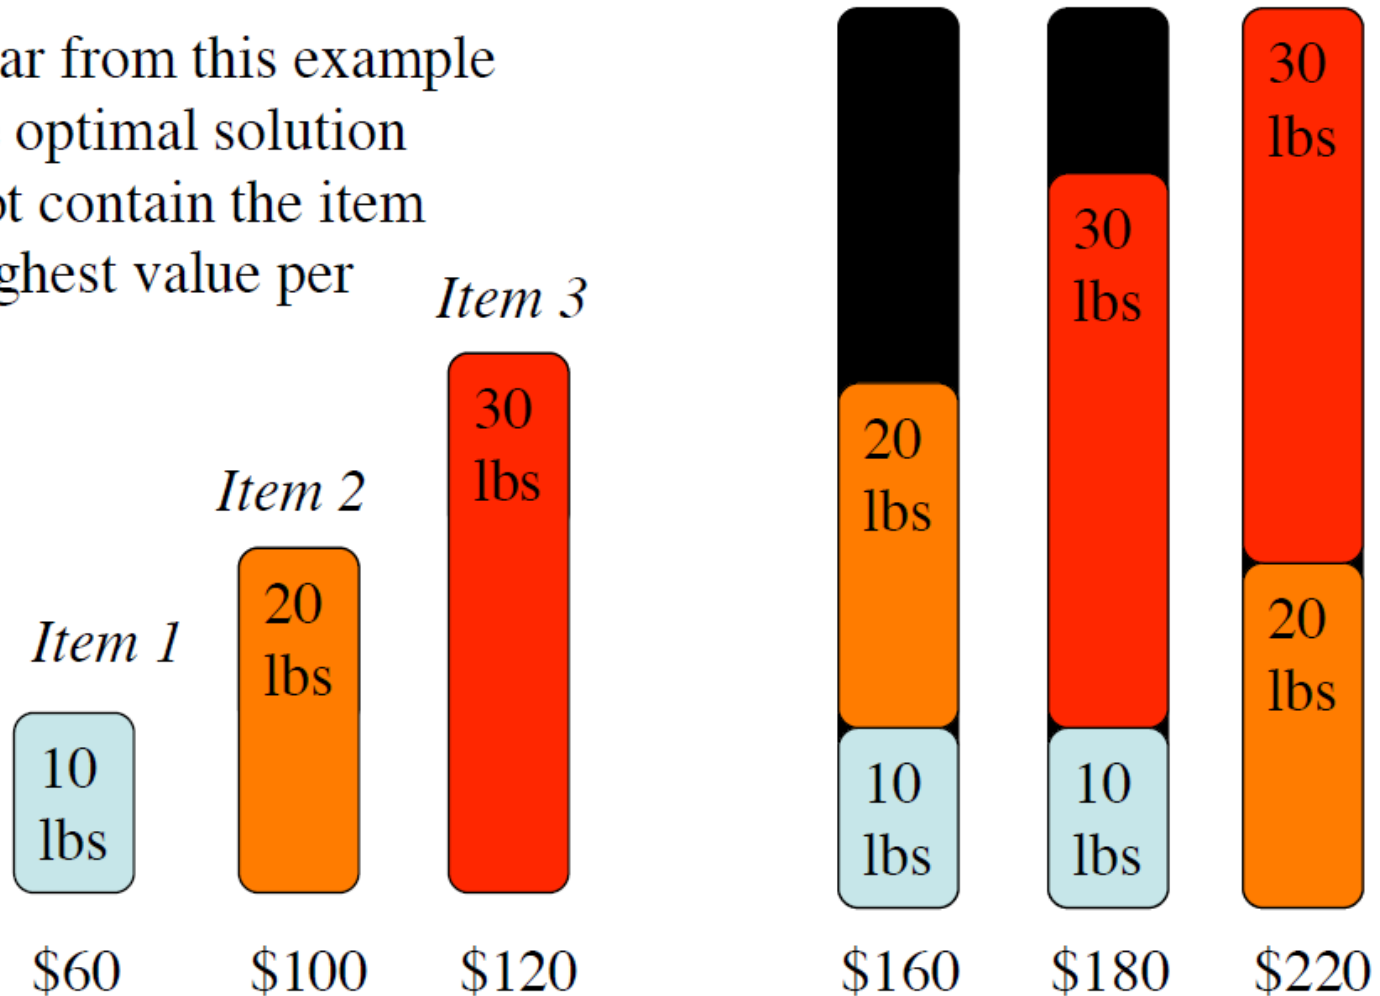 ar from this example
optimal solution
ot contain the item
ghest value per
Item 3
30
lbs
Item 2
20
lbs
Item 1
10
lbs
$60
$100
$120
20
lbs
10
lbs
$160
30
lbs
10
lbs
$180
30
lbs
20
lbs
$220